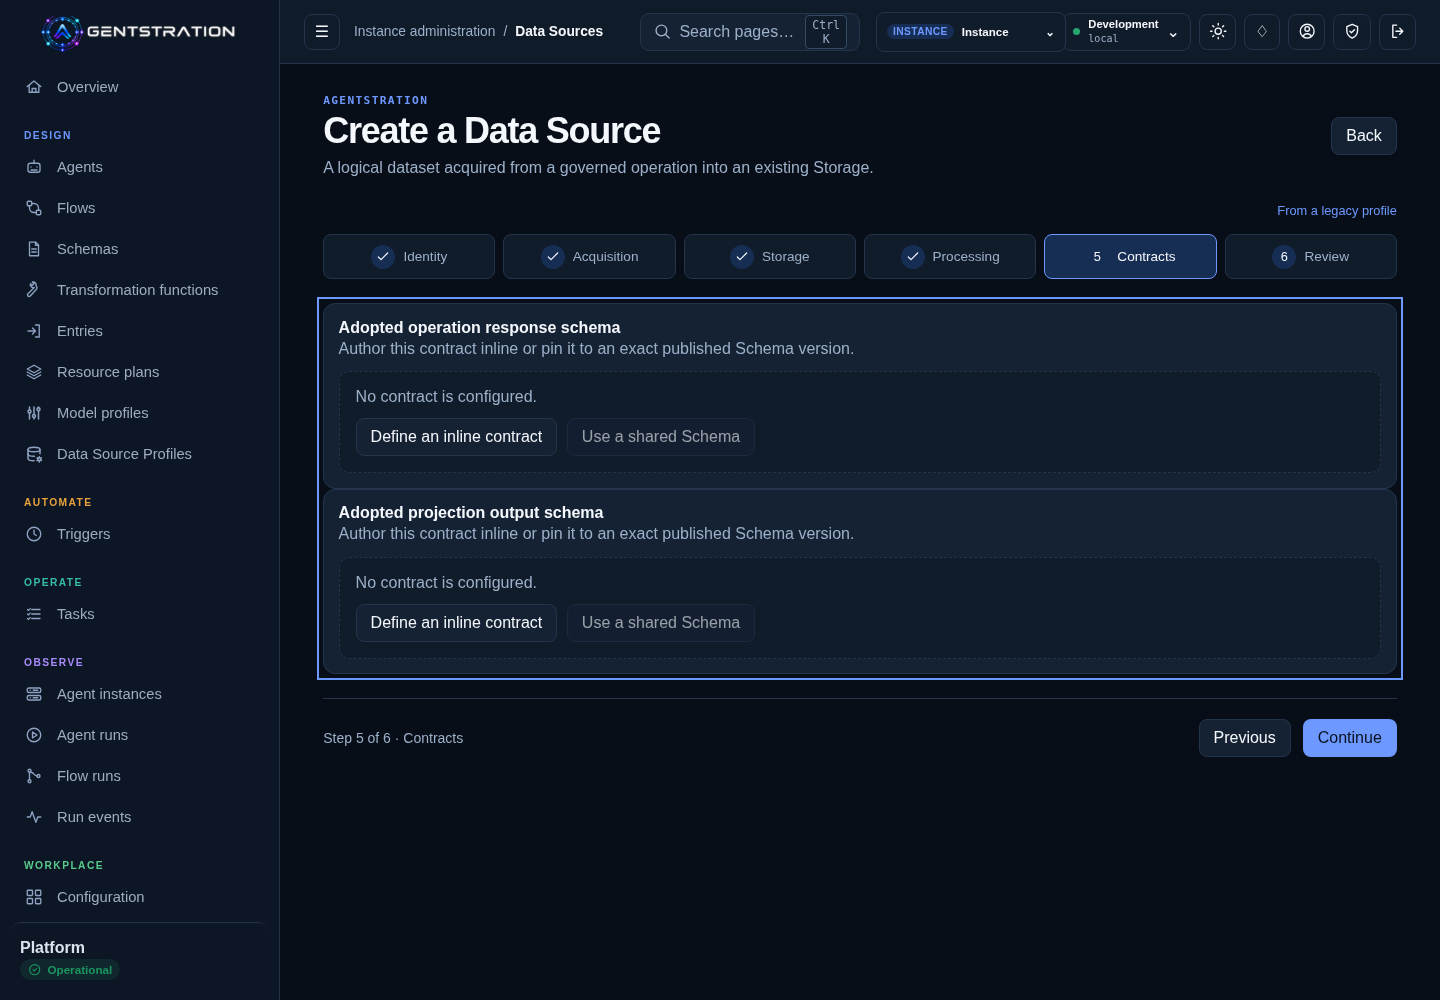 GENTSTRATION
Overview
DESIGN
Agents
Flows
Schemas
Transformation functions
Entries
Resource plans
Model profiles
Data Source Profiles
AUTOMATE
Triggers
OPERATE
Tasks
OBSERVE
Agent instances
Agent runs
Flow runs
Run events
WORKPLACE
Configuration
Platform
Operational
Instance administration / Data Sources
Search pages…
Ctrl
K
INSTANCE Instance
Development
local
AGENTSTRATION
Create a Data Source
A logical dataset acquired from a governed operation into an existing Storage.
Back
From a legacy profile
Identity
Acquisition
Storage
Processing
5 Contracts
6 Review
Adopted operation response schema
Author this contract inline or pin it to an exact published Schema version.
No contract is configured.
Define an inline contract
Use a shared Schema
Adopted projection output schema
Author this contract inline or pin it to an exact published Schema version.
No contract is configured.
Define an inline contract
Use a shared Schema
Step 5 of 6 · Contracts
Previous
Continue